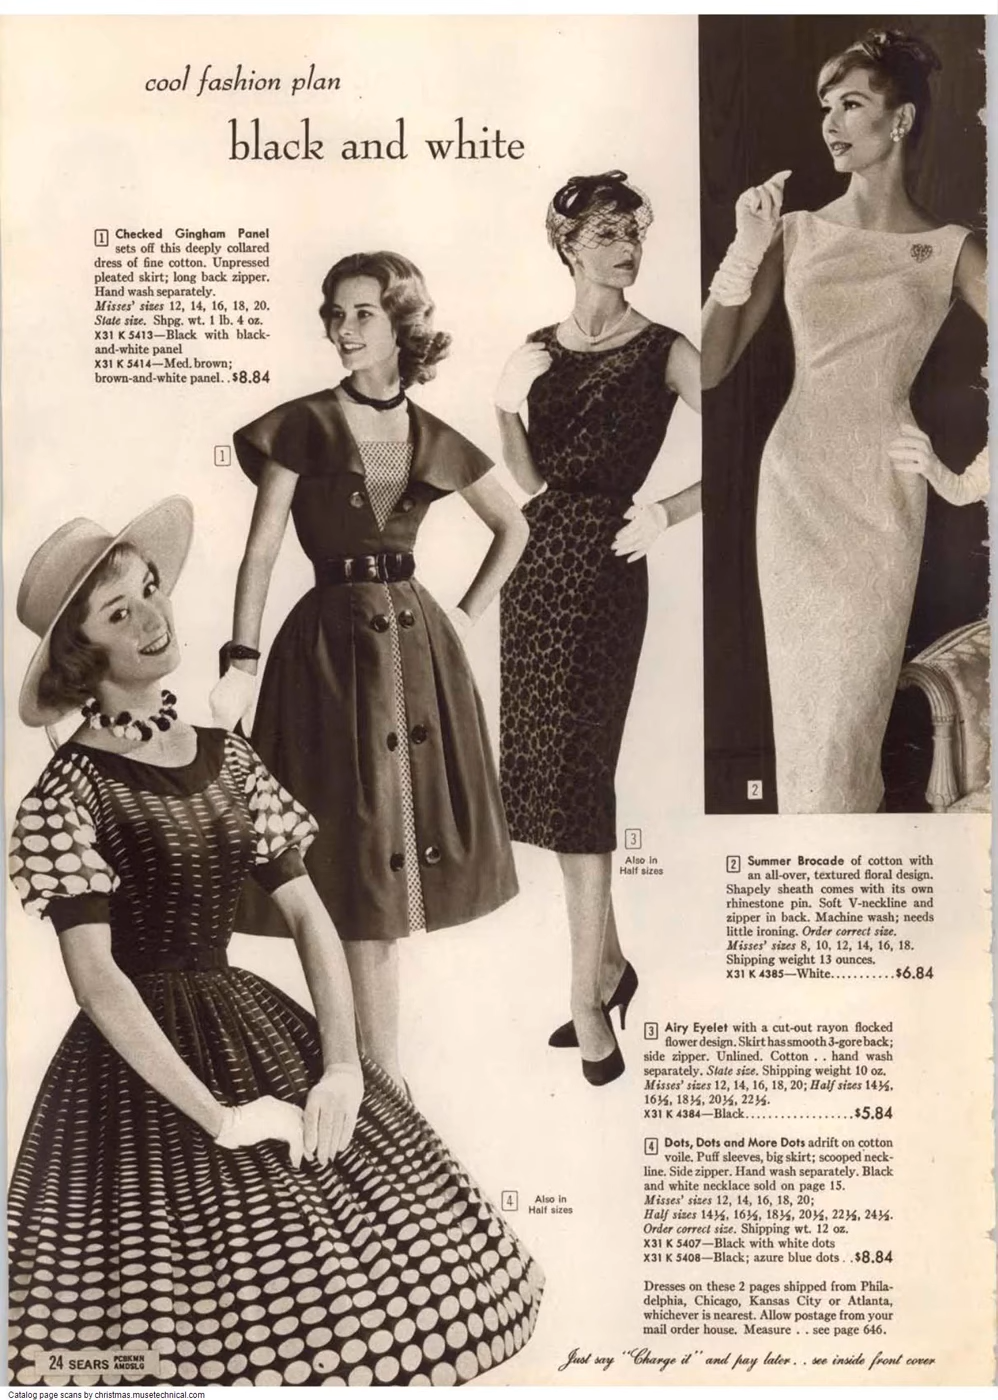 cool fashion plan
black and white
1 Checked Gingham Panel
sets off this deeply collared
dress of fine cotton. Unpressed
pleated skirt; long back zipper.
Hand wash separately.
Misses' sizes 12, 14, 16, 18, 20.
State size. Shpg. wt. 1 lb. 4 oz.
X31 K 5413—Black with black-
and-white panel
X31 K 5414—Med. brown;
brown-and-white panel. . $8.84
1
2
3
Also in
Half sizes
2 Summer Brocade of cotton with
an all-over, textured floral design.
Shapely sheath comes with its own
rhinestone pin. Soft V-neckline and
zipper in back. Machine wash; needs
little ironing. Order correct size.
Misses' sizes 8, 10, 12, 14, 16, 18.
Shipping weight 13 ounces.
X31 K 4385—White...........$6.84
3 Airy Eyelet with a cut-out rayon flocked
flower design. Skirt has smooth 3-gore back;
side zipper. Unlined. Cotton . . hand wash
separately. State size. Shipping weight 10 oz.
Misses' sizes 12, 14, 16, 18, 20; Half sizes 14½,
16½, 18½, 20½, 22½.
X31 K 4384—Black..................$5.84
4 Dots, Dots and More Dots adrift on cotton
voile. Puff sleeves, big skirt; scooped neck-
line. Side zipper. Hand wash separately. Black
and white necklace sold on page 15.
Misses' sizes 12, 14, 16, 18, 20;
Half sizes 14½, 16½, 18½, 20½, 22½, 24½.
Order correct size. Shipping wt. 12 oz.
X31 K 5407—Black with white dots
X31 K 5408—Black; azure blue dots . .$8.84
4
Also in
Half sizes
Dresses on these 2 pages shipped from Phila-
delphia, Chicago, Kansas City or Atlanta,
whichever is nearest. Allow postage from your
mail order house. Measure . . see page 646.
24 SEARS PCBKMN
AMDSLG
Just say "Charge it" and pay later . . see inside front cover
Catalog page scans by christmas.musetechnical.com